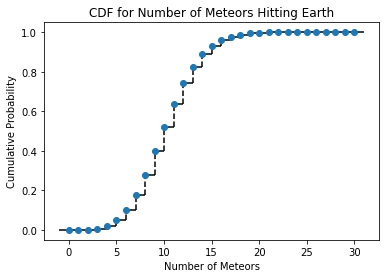 CDF for Number of Meteors Hitting Earth
1.0
0.8
0.6
0.4
0.2
0.0
Cumulative Probability
0 5 10 15 20 25 30
Number of Meteors